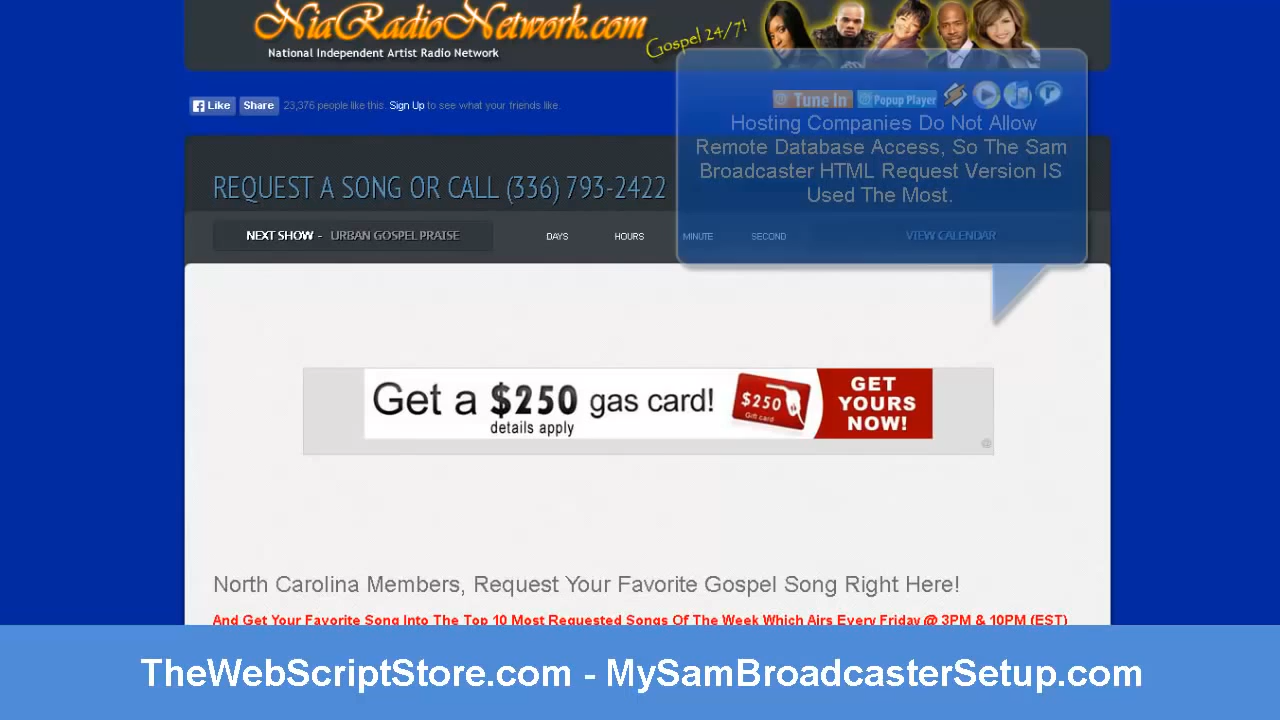 NiaRadioNetwork.com
National Independent Artist Radio Network
Gospel 24/7!
Like Share 23,376 people like this. Sign Up to see what your friends like.
Tune In Popup Player
Hosting Companies Do Not Allow
Remote Database Access, So The Sam
Broadcaster HTML Request Version IS
Used The Most.
REQUEST A SONG OR CALL (336) 793-2422
NEXT SHOW - URBAN GOSPEL PRAISE DAYS HOURS MINUTE SECOND VIEW CALENDAR
Get a $250 gas card!
details apply
$250
Gift card
GET
YOURS
NOW!
North Carolina Members, Request Your Favorite Gospel Song Right Here!
And Get Your Favorite Song Into The Top 10 Most Requested Songs Of The Week Which Airs Every Friday @ 3PM & 10PM (EST)
TheWebScriptStore.com - MySamBroadcasterSetup.com